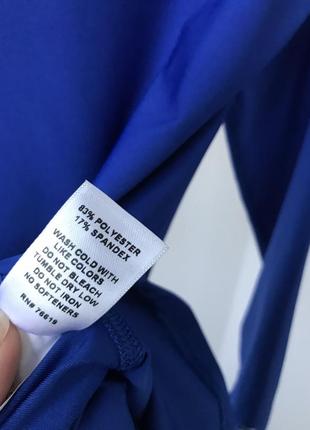 83% POLYESTER
17% SPANDEX
WASH COLD WITH
LIKE COLORS
DO NOT BLEACH
TUMBLE DRY LOW
DO NOT IRON
NO SOFTENERS
RN# 76619